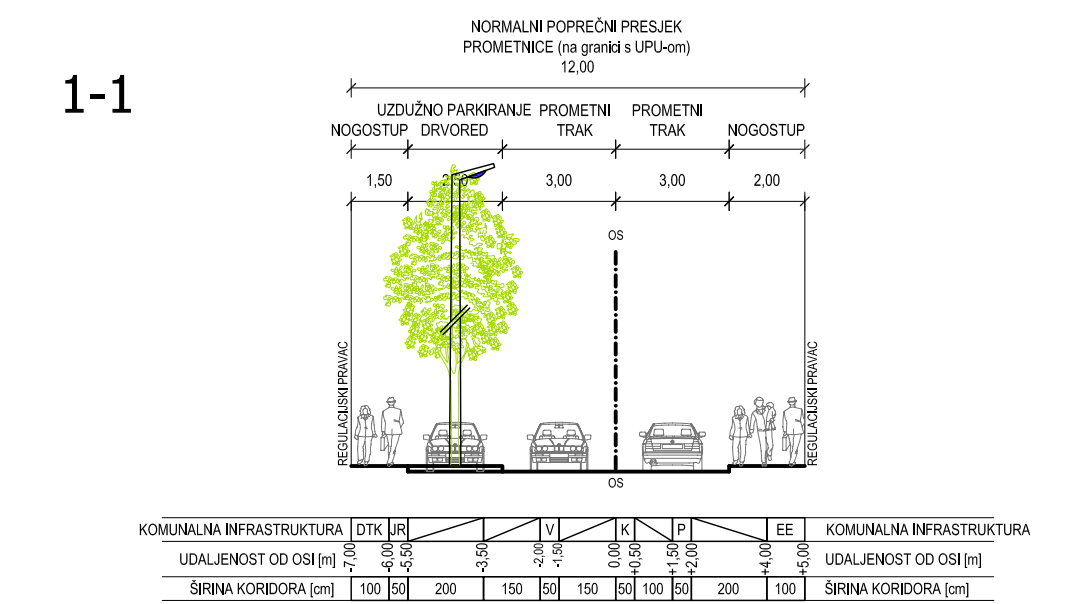 NORMALNI POPREČNI PRESJEK
PROMETNICE (na granici s UPU-om)
12,00
1-1
UZDUŽNO PARKIRANJE PROMETNI PROMETNI
NOGOSTUP DRVORED TRAK TRAK NOGOSTUP
1,50 3,00 3,00 2,00
OS
REGULACIJSKI PRAVAC REGULACIJSKI PRAVAC
OS
KOMUNALNA INFRASTRUKTURA DTK JR V K P EE KOMUNALNA INFRASTRUKTURA
UDALJENOST OD OSI [m] -7,00 -6,00 -5,50 -3,50 -2,00 -1,50 0,00 +0,50 +1,50 +2,00 +4,00 +5,00 UDALJENOST OD OSI [m]
ŠIRINA KORIDORA [cm] 100 50 200 150 50 150 50 100 50 200 100 ŠIRINA KORIDORA [cm]